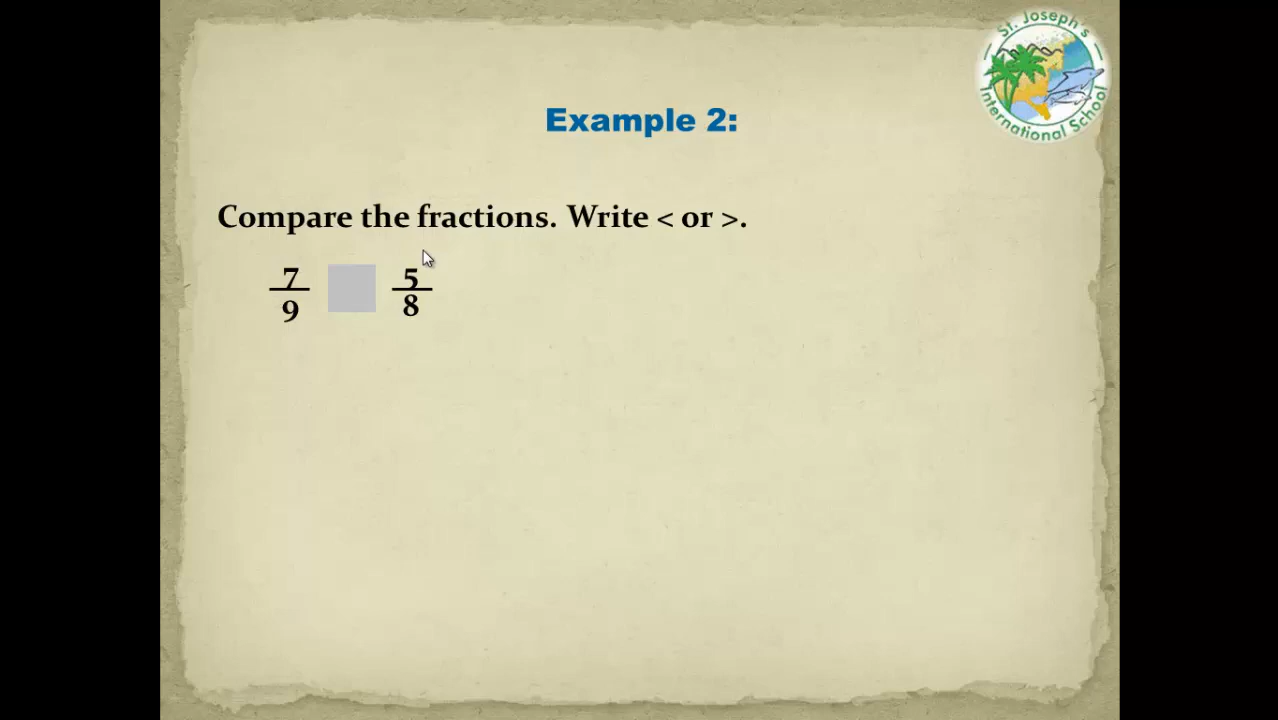 St. Joseph's
International School
Example 2:
Compare the fractions. Write < or >.
7 5
9 8